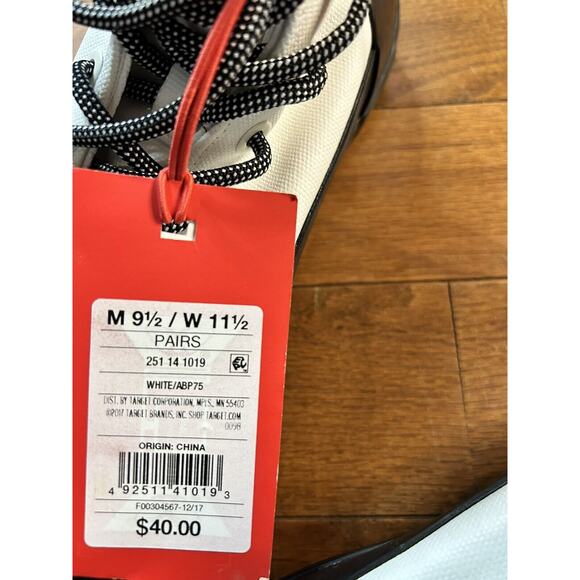 M 9½ / W 11½
PAIRS
251 14 1019
WHITE/ABP75
DIST. BY TARGET CORPORATION, MPLS., MN 55403
©2017 TARGET BRANDS, INC. SHOP TARGET.COM
0098
ORIGIN: CHINA
4 92511 41019 3
F00304567-12/17
$40.00